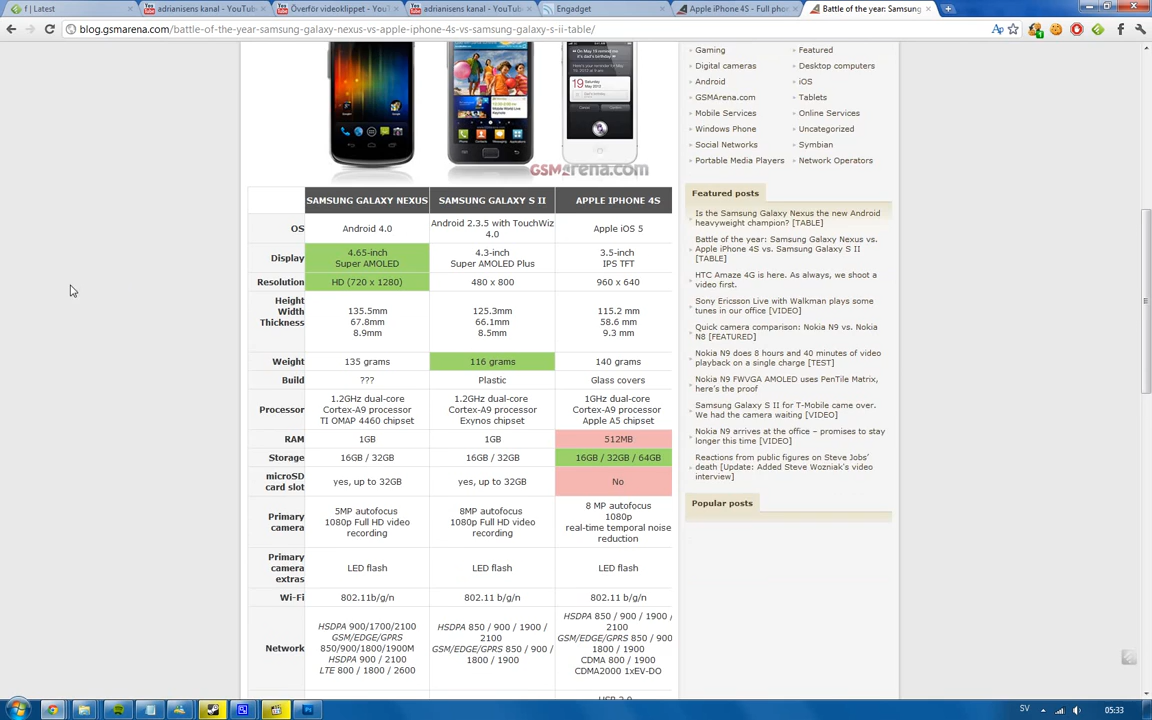 f | Latest
adrianisens kanal - YouTub
Överför videoklippet - YouT
adrianisens kanal - YouTub
Engadget
Apple iPhone 4S - Full pho
Battle of the year: Samsung
blog.gsmarena.com/battle-of-the-year-samsung-galaxy-nexus-vs-apple-iphone-4s-vs-samsung-galaxy-s-ii-table/
GSMArena.com
SAMSUNG GALAXY NEXUS SAMSUNG GALAXY S II APPLE IPHONE 4S
OS Android 4.0 Android 2.3.5 with TouchWiz 4.0 Apple iOS 5
Display 4.65-inch Super AMOLED 4.3-inch Super AMOLED Plus 3.5-inch IPS TFT
Resolution HD (720 x 1280) 480 x 800 960 x 640
Height Width Thickness 135.5mm 67.8mm 8.9mm 125.3mm 66.1mm 8.5mm 115.2 mm 58.6 mm 9.3 mm
Weight 135 grams 116 grams 140 grams
Build ??? Plastic Glass covers
Processor 1.2GHz dual-core Cortex-A9 processor TI OMAP 4460 chipset 1.2GHz dual-core Cortex-A9 processor Exynos chipset 1GHz dual-core Cortex-A9 processor Apple A5 chipset
RAM 1GB 1GB 512MB
Storage 16GB / 32GB 16GB / 32GB 16GB / 32GB / 64GB
microSD card slot yes, up to 32GB yes, up to 32GB No
Primary camera 5MP autofocus 1080p Full HD video recording 8MP autofocus 1080p Full HD video recording 8 MP autofocus 1080p real-time temporal noise reduction
Primary camera extras LED flash LED flash LED flash
Wi-Fi 802.11b/g/n 802.11 b/g/n 802.11 b/g/n
Network HSDPA 900/1700/2100 GSM/EDGE/GPRS 850/900/1800/1900M HSDPA 900 / 2100 LTE 800 / 1800 / 2600 HSDPA 850 / 900 / 1900 / 2100 GSM/EDGE/GPRS 850 / 900 / 1800 / 1900 HSDPA 850 / 900 / 1900 / 2100 GSM/EDGE/GPRS 850 / 900 1800 / 1900 CDMA 800 / 1900 CDMA2000 1xEV-DO
USB 2.0
Gaming
Digital cameras
Android
GSMArena.com
Mobile Services
Windows Phone
Social Networks
Portable Media Players
Featured
Desktop computers
iOS
Tablets
Online Services
Uncategorized
Symbian
Network Operators
Featured posts
Is the Samsung Galaxy Nexus the new Android
heavyweight champion? [TABLE]
Battle of the year: Samsung Galaxy Nexus vs.
Apple iPhone 4S vs. Samsung Galaxy S II
[TABLE]
HTC Amaze 4G is here. As always, we shoot a
video first.
Sony Ericsson Live with Walkman plays some
tunes in our office [VIDEO]
Quick camera comparison: Nokia N9 vs. Nokia
N8 [FEATURED]
Nokia N9 does 8 hours and 40 minutes of video
playback on a single charge [TEST]
Nokia N9 FWVGA AMOLED uses PenTile Matrix,
here's the proof
Samsung Galaxy S II for T-Mobile came over.
We had the camera waiting [VIDEO]
Nokia N9 arrives at the office – promises to stay
longer this time [VIDEO]
Reactions from public figures on Steve Jobs'
death [Update: Added Steve Wozniak's video
interview]
Popular posts
SV
05:33